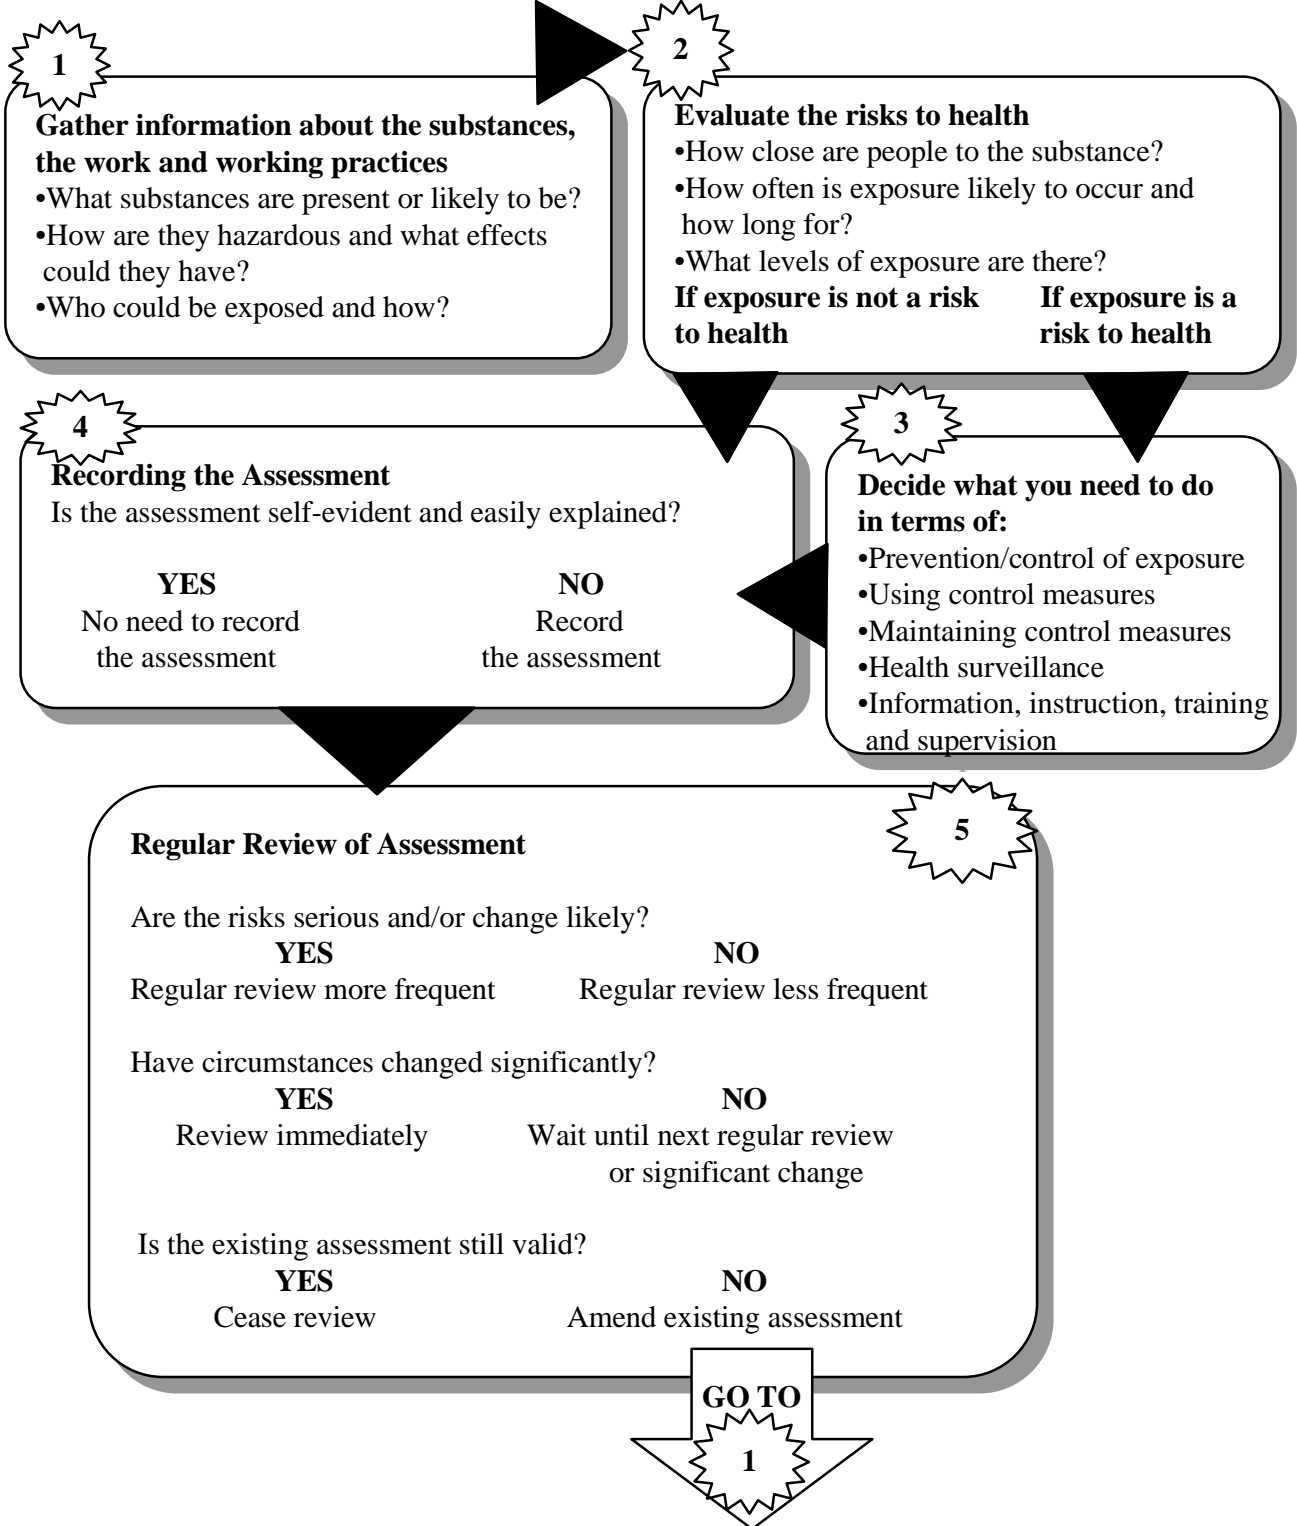 1
Gather information about the substances,
the work and working practices
•What substances are present or likely to be?
•How are they hazardous and what effects
could they have?
•Who could be exposed and how?
2
Evaluate the risks to health
•How close are people to the substance?
•How often is exposure likely to occur and
how long for?
•What levels of exposure are there?
If exposure is not a risk
to health
If exposure is a
risk to health
3
Decide what you need to do
in terms of:
•Prevention/control of exposure
•Using control measures
•Maintaining control measures
•Health surveillance
•Information, instruction, training
and supervision
4
Recording the Assessment
Is the assessment self-evident and easily explained?
YES
No need to record
the assessment
NO
Record
the assessment
5
Regular Review of Assessment
Are the risks serious and/or change likely?
YES
Regular review more frequent
NO
Regular review less frequent
Have circumstances changed significantly?
YES
Review immediately
NO
Wait until next regular review
or significant change
Is the existing assessment still valid?
YES
Cease review
NO
Amend existing assessment
GO TO
1